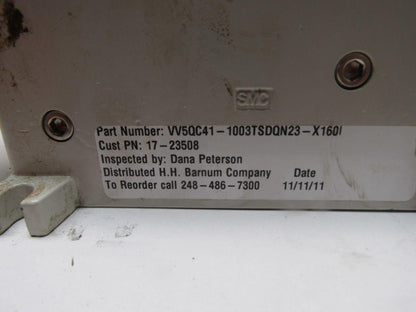 SMC
Part Number: VV5QC41-1003TSDQN23-X160I
Cust PN: 17-23508
Inspected by: Dana Peterson
Distributed H.H. Barnum Company Date
To Reorder call 248-486-7300 11/11/11